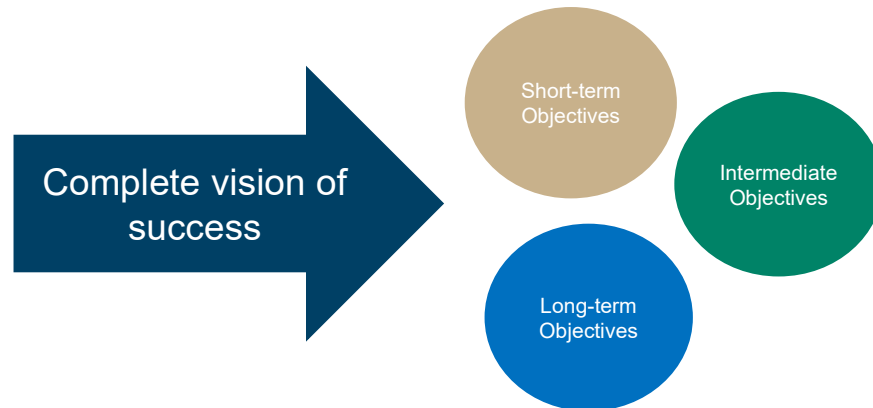 Complete vision of
success
Short-term
Objectives
Intermediate
Objectives
Long-term
Objectives